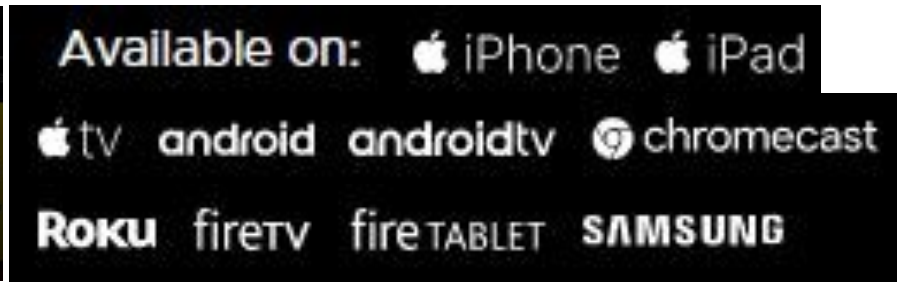 Available on: iPhone iPad
tv android androidtv chromecast
ROKU fireTV fire TABLET SAMSUNG